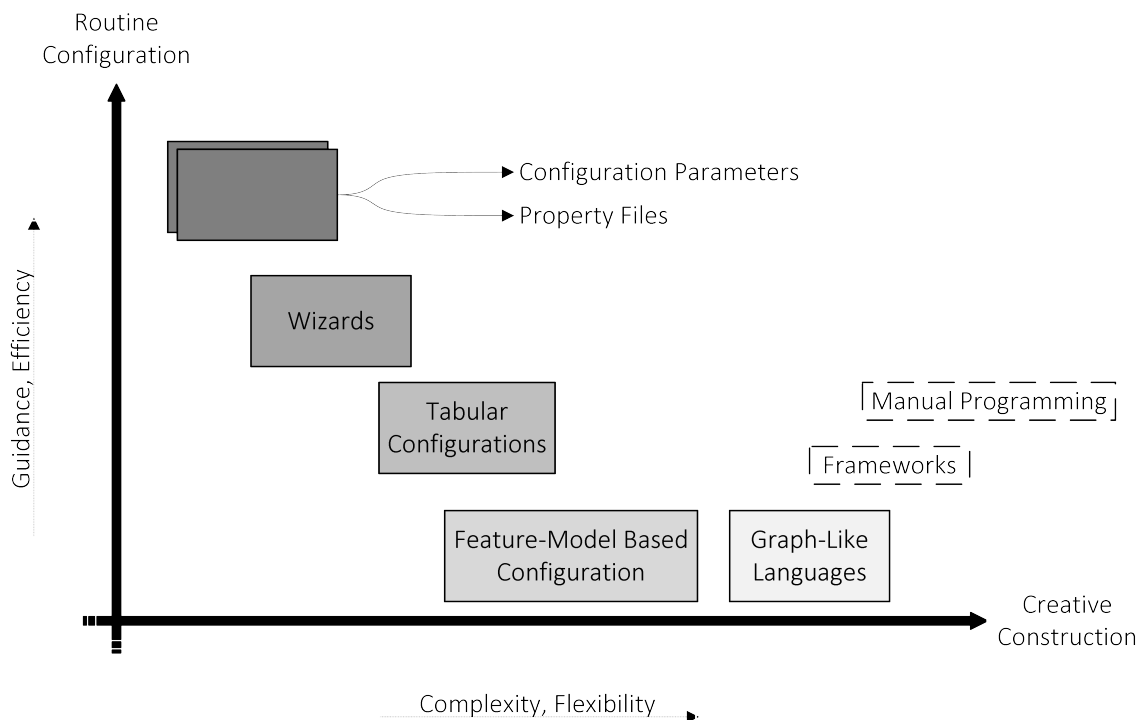 Routine
Configuration
Configuration Parameters
Property Files
Guidance, Efficiency
Wizards
Tabular
Configurations
Manual Programming
Frameworks
Feature-Model Based
Configuration
Graph-Like
Languages
Creative
Construction
Complexity, Flexibility